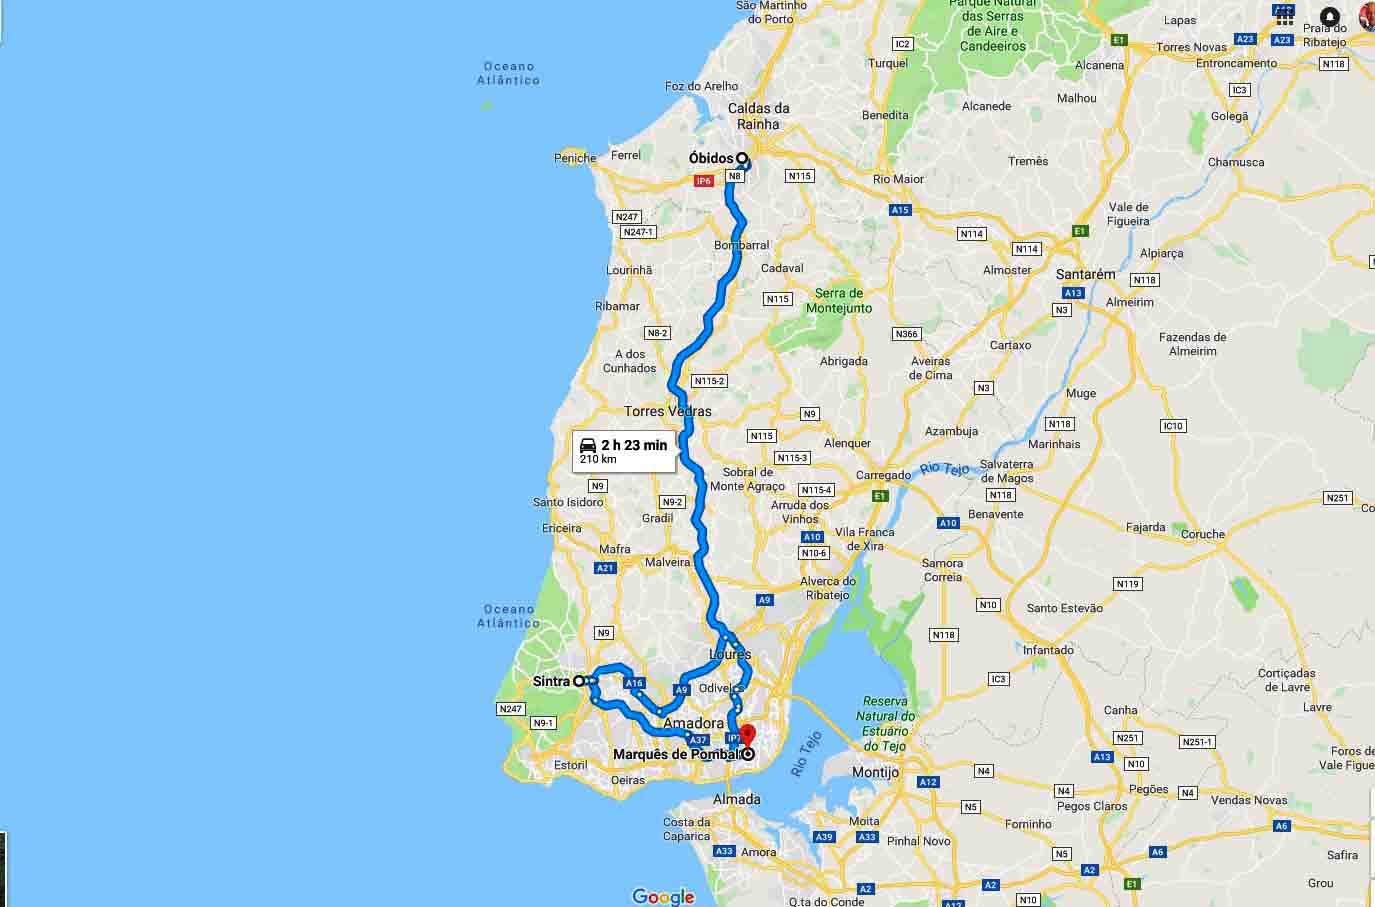 São Martinho
do Porto
Parque Natural
das Serras
de Aire e
Candeeiros
Lapas
Praia do
Ribatejo
IC2
E1
A23
A23
Torres Novas
Entroncamento
N118
Oceano
Atlântico
Turquel
Alcanena
Foz do Arelho
Caldas da
Rainha
Benedita
Alcanede
Malhou
IC3
Golegã
Peniche
Ferrel
Óbidos
Tremês
Chamusca
IP6
N8
N115
Rio Maior
A15
Vale de
Figueira
N247
N247-1
N114
N114
E1
Bombarral
Alpiarça
Lourinhã
Cadaval
Almoster
Santarém
N118
Ribamar
N115
Serra de
Montejunto
A13
N3
Almeirim
N8-2
N366
Cartaxo
Fazendas de
Almeirim
A dos
Cunhados
Abrigada
Aveiras
de Cima
N115-2
N3
Muge
Torres Vedras
N9
N118
IC10
2 h 23 min
210 km
N115
Alenquer
Azambuja
Marinhais
N115-3
N9
Sobral de
Monte Agraço
Carregado
Rio Tejo
Salvaterra
de Magos
N115-4
E1
N118
N251
Santo Isidoro
N9-2
Gradil
Arruda dos
Vinhos
Benavente
Ericeira
A10
A10
Vila Franca
de Xira
Fajarda
Coruche
Mafra
Malveira
N10-6
A21
Alverca do
Ribatejo
Samora
Correia
N119
A9
N10
Santo Estevão
Oceano
Atlântico
N9
N118
Loures
Infantado
Sintra
A16
A9
Odivelas
IC3
Cortiçadas
de Lavre
N247
N9-1
Amadora
Reserva
Natural do
Estuário
do Tejo
Canha
Lavre
A37
IP7
N251
N251-1
Marquês de Pombal
Rio Tejo
A13
N10
Foros de
Vale Figue
Estoril
Oeiras
Montijo
A12
N4
N4
Pegões
N4
Almada
N5
Pegos Claros
Vendas Novas
Costa da
Caparica
Moita
Forninho
A6
A39
A33
Pinhal Novo
A33
Amora
N5
A6
Safira
A2
A2
A2
E1
Grou
Google
Q.ta do Conde
A12
N10